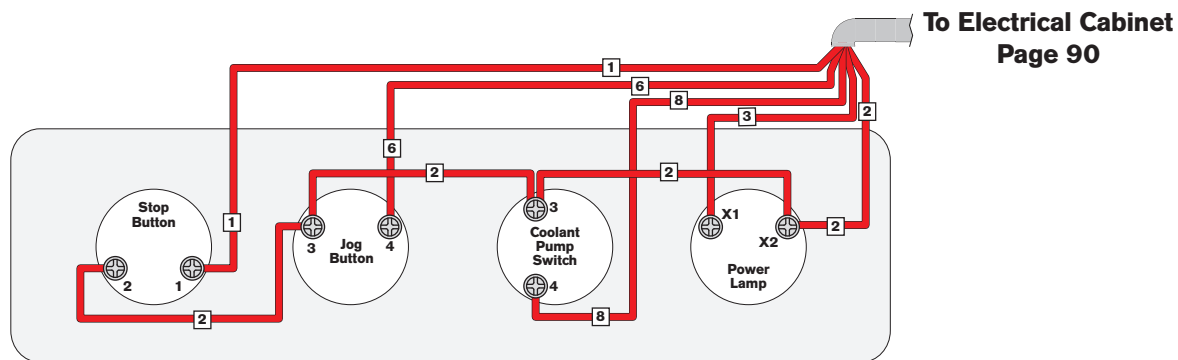 To Electrical Cabinet
Page 90
1
6
8
3
2
6
2
2
Stop
Button
1
2
1
3
4
Jog
Button
3
Coolant
Pump
Switch
4
X1
X2
2
Power
Lamp
2
8